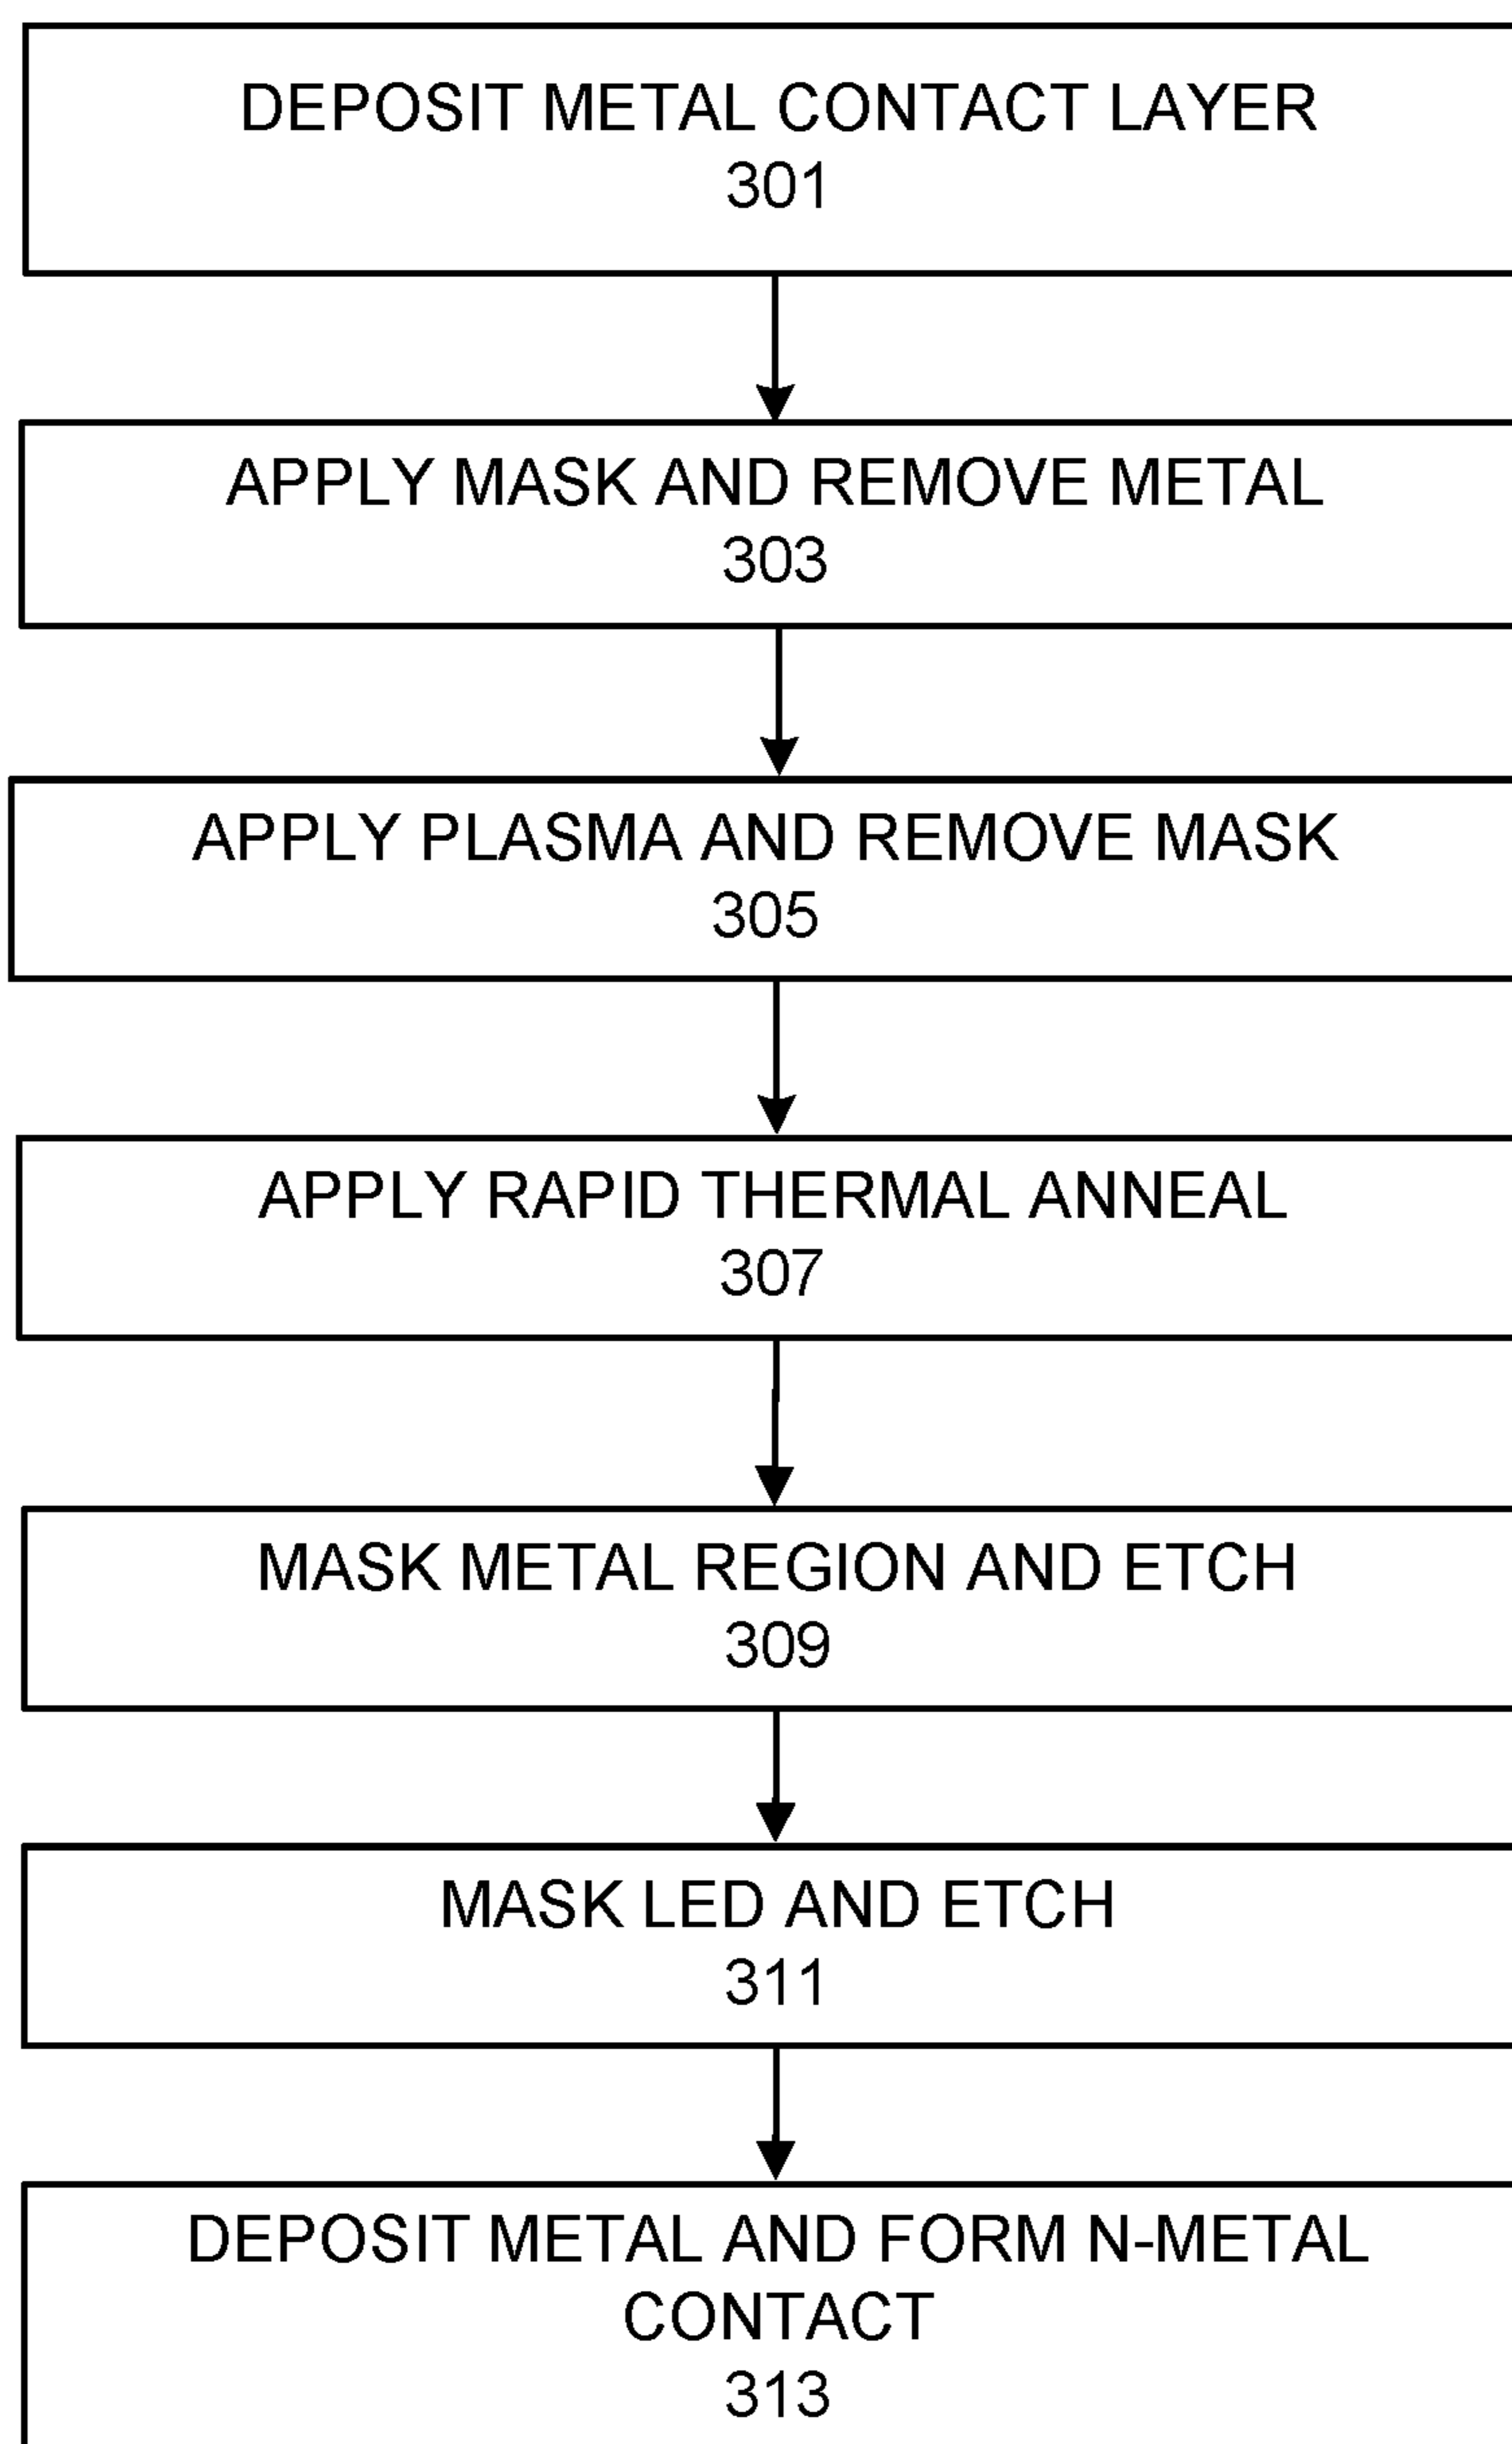 DEPOSIT METAL CONTACT LAYER
301
APPLY MASK AND REMOVE METAL
303
APPLY PLASMA AND REMOVE MASK
305
APPLY RAPID THERMAL ANNEAL
307
MASK METAL REGION AND ETCH
309
MASK LED AND ETCH
311
DEPOSIT METAL AND FORM N-METAL
CONTACT
313